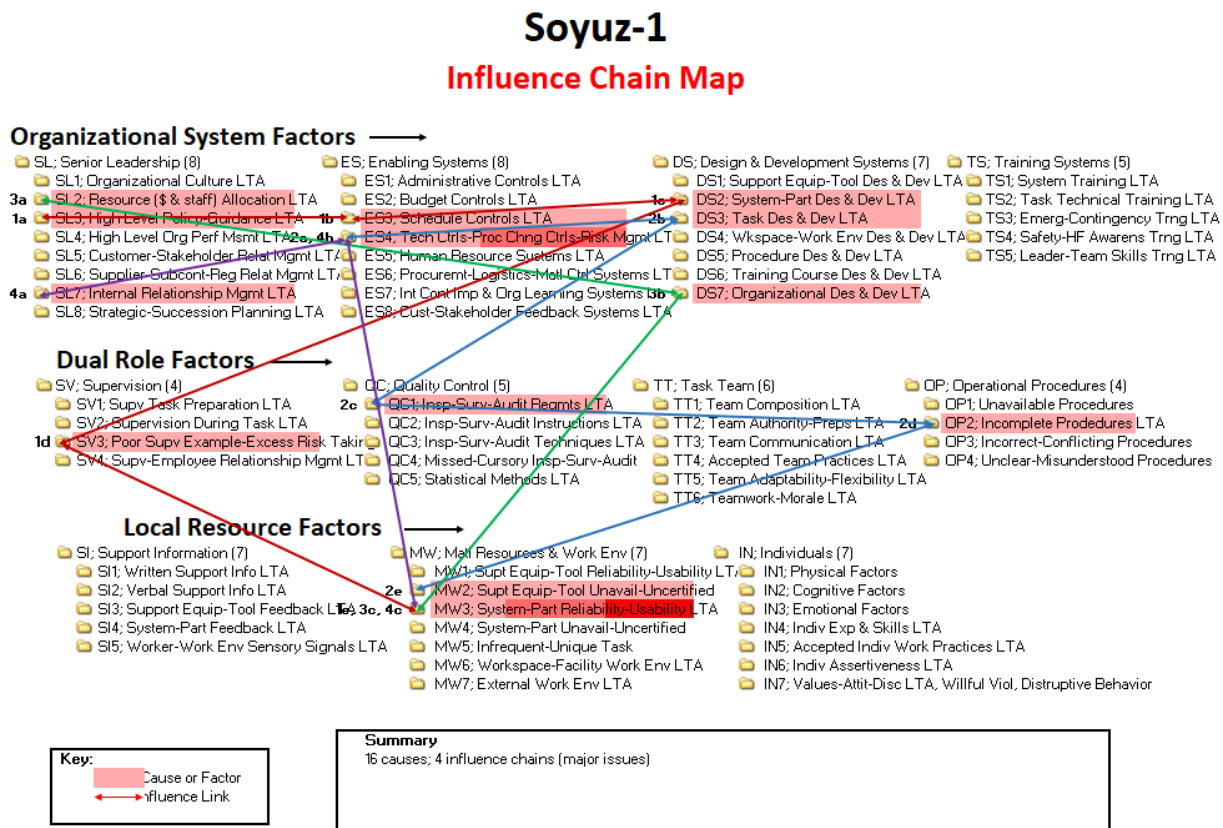 Soyuz-1
Influence Chain Map
Organizational System Factors
SL; Senior Leadership (8)
SL1; Organizational Culture LTA
3a SL2; Resource ($ & staff) Allocation LTA
1a SL3; High Level Policy-Guidance LTA
SL4; High Level Org Perf Msmt LTA
SL5; Customer-Stakeholder Relat Mgmt LTA
SL6; Supplier-SubCont-Reg Relat Mgmt LTA
4a SL7; Internal Relationship Mgmt LTA
SL8; Strategic-Succession Planning LTA
ES; Enabling Systems (8)
ES1; Administrative Controls LTA
ES2; Budget Controls LTA
1b ES3; Schedule Controls LTA
2a, 4b ES4; Tech Ctrls-Proc Chng Ctrls-Risk Mgmt LT
ES5; Human Resource Systems LTA
ES6; Procuremt-Logistics-Matl Ctrl Systems LT
ES7; Int Cont Imp & Org Learning Systems
ES8; Cust-Stakeholder Feedback Systems LTA
DS; Design & Development Systems (7)
DS1; Support Equip-Tool Des & Dev LTA
1c DS2; System-Part Des & Dev LTA
2b DS3; Task Des & Dev LTA
DS4; Wkspace-Work Env Des & Dev LTA
DS5; Procedure Des & Dev LTA
DS6; Training Course Des & Dev LTA
3b DS7; Organizational Des & Dev LTA
TS; Training Systems (5)
TS1; System Training LTA
TS2; Task Technical Training LTA
TS3; Emerg-Contingency Trng LTA
TS4; Safety-HF Awarens Trng LTA
TS5; Leader-Team Skills Trng LTA
Dual Role Factors
SV; Supervision (4)
SV1; Supv Task Preparation LTA
SV2; Supervision During Task LTA
1d SV3; Poor Supv Example-Excess Risk Takin
SV4; Supv-Employee Relationship Mgmt LT
QC; Quality Control (5)
2c QC1; Insp-Surv-Audit Reqmts LTA
QC2; Insp-Surv-Audit Instructions LTA
QC3; Insp-Surv-Audit Techniques LTA
QC4; Missed-Cursory Insp-Surv-Audit
QC5; Statistical Methods LTA
TT; Task Team (6)
TT1; Team Composition LTA
TT2; Team Authority-Preps LTA
TT3; Team Communication LTA
TT4; Accepted Team Practices LTA
TT5; Team Adaptability-Flexibility LTA
TT6; Teamwork-Morale LTA
OP; Operational Procedures (4)
OP1; Unavailable Procedures
2d OP2; Incomplete Prodedures LTA
OP3; Incorrect-Conflicting Procedures
OP4; Unclear-Misunderstood Procedures
Local Resource Factors
SI; Support Information (7)
SI1; Written Support Info LTA
SI2; Verbal Support Info LTA
SI3; Support Equip-Tool Feedback LTA
SI4; System-Part Feedback LTA
SI5; Worker-Work Env Sensory Signals LTA
MW; Matl Resources & Work Env (7)
MW1; Supt Equip-Tool Reliability-Usability LTA
2e MW2; Supt Equip-Tool Unavail-Uncertified
1e, 3c, 4c MW3; System-Part Reliability-Usability LTA
MW4; System-Part Unavail-Uncertified
MW5; Infrequent-Unique Task
MW6; Workspace-Facility Work Env LTA
MW7; External Work Env LTA
IN; Individuals (7)
IN1; Physical Factors
IN2; Cognitive Factors
IN3; Emotional Factors
IN4; Indiv Exp & Skills LTA
IN5; Accepted Indiv Work Practices LTA
IN6; Indiv Assertiveness LTA
IN7; Values-Attit-Disc LTA, Willful Viol, Distruptive Behavior
Key:
Cause or Factor
nfluence Link
Summary
16 causes; 4 influence chains (major issues)